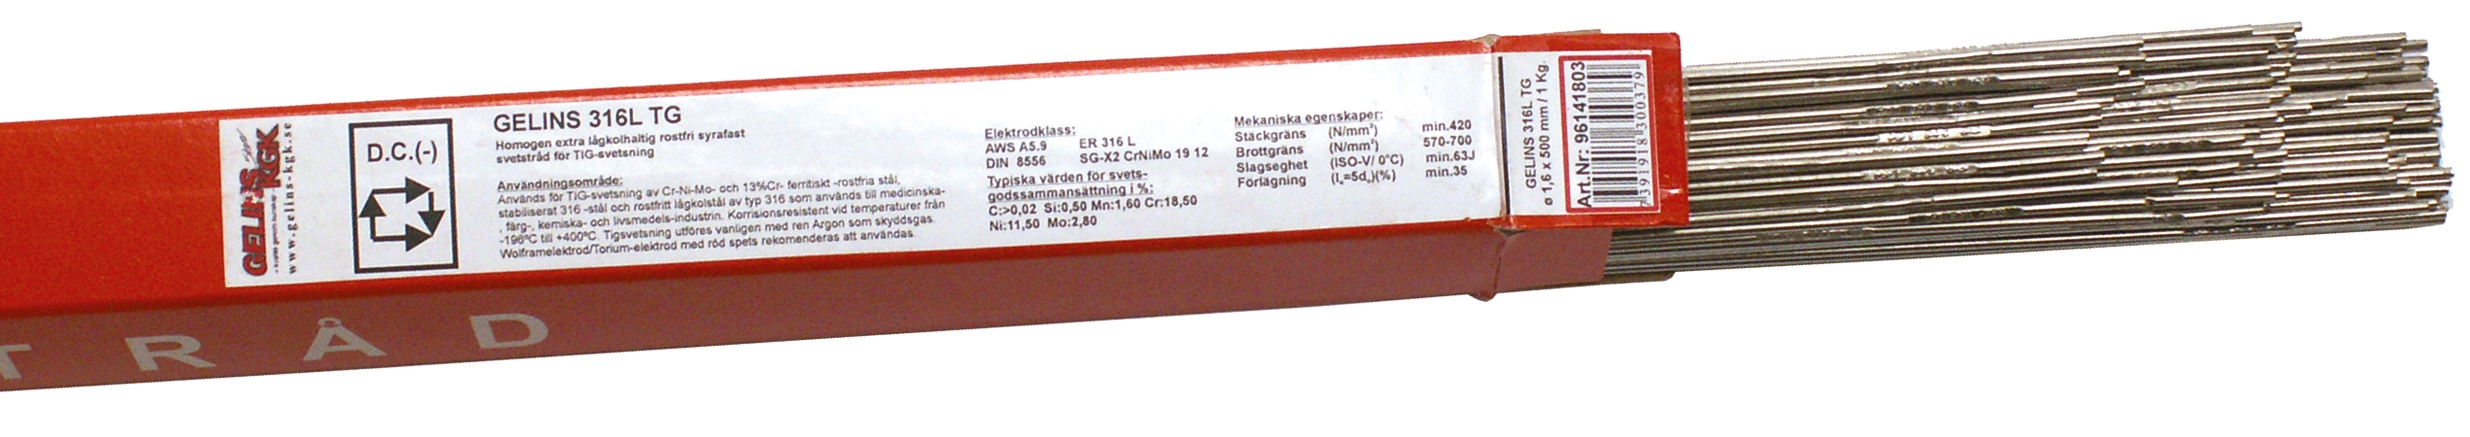 GELINS
KGK
www.gelins-kgk.se
D.C.(-)
GELINS 316L TG
Homogen extra lågkolhaltig rostfri syrafast
svetstråd för TIG-svetsning
Användningsområde:
Används för TIG-svetsning av Cr-Ni-Mo- och 13%Cr- ferritiskt -rostfria stål,
stabiliserat 316 -stål och rostfritt lågkolstål av typ 316 som används till medicinska-
, färg-, kemiska- och livsmedels-industrin. Korrisionsresistent vid temperaturer från
-196ºC till +400ºC. Tigsvetsning utföres vanligen med ren Argon som skyddsgas.
Wolframelektrod/Torium-elektrod med röd spets rekomenderas att användas.
Elektrodklass:
AWS A5.9 ER 316 L
DIN 8556 SG-X2 CrNiMo 19 12
Typiska värden för svets-
godssammansättning i %:
C:>0,02 Si:0,50 Mn:1,60 Cr:18,50
Ni:11,50 Mo:2,80
Mekaniska egenskaper:
Stäckgräns (N/mm²) min.420
Brottgräns (N/mm²) 570-700
Slagseghet (ISO-V/ 0°C) min.63J
Förlägning min.35
GELINS 316L TG
ø 1,6 x 500 mm / 1 Kg.
Art.Nr: 96141803
7391918300379
TRÅD